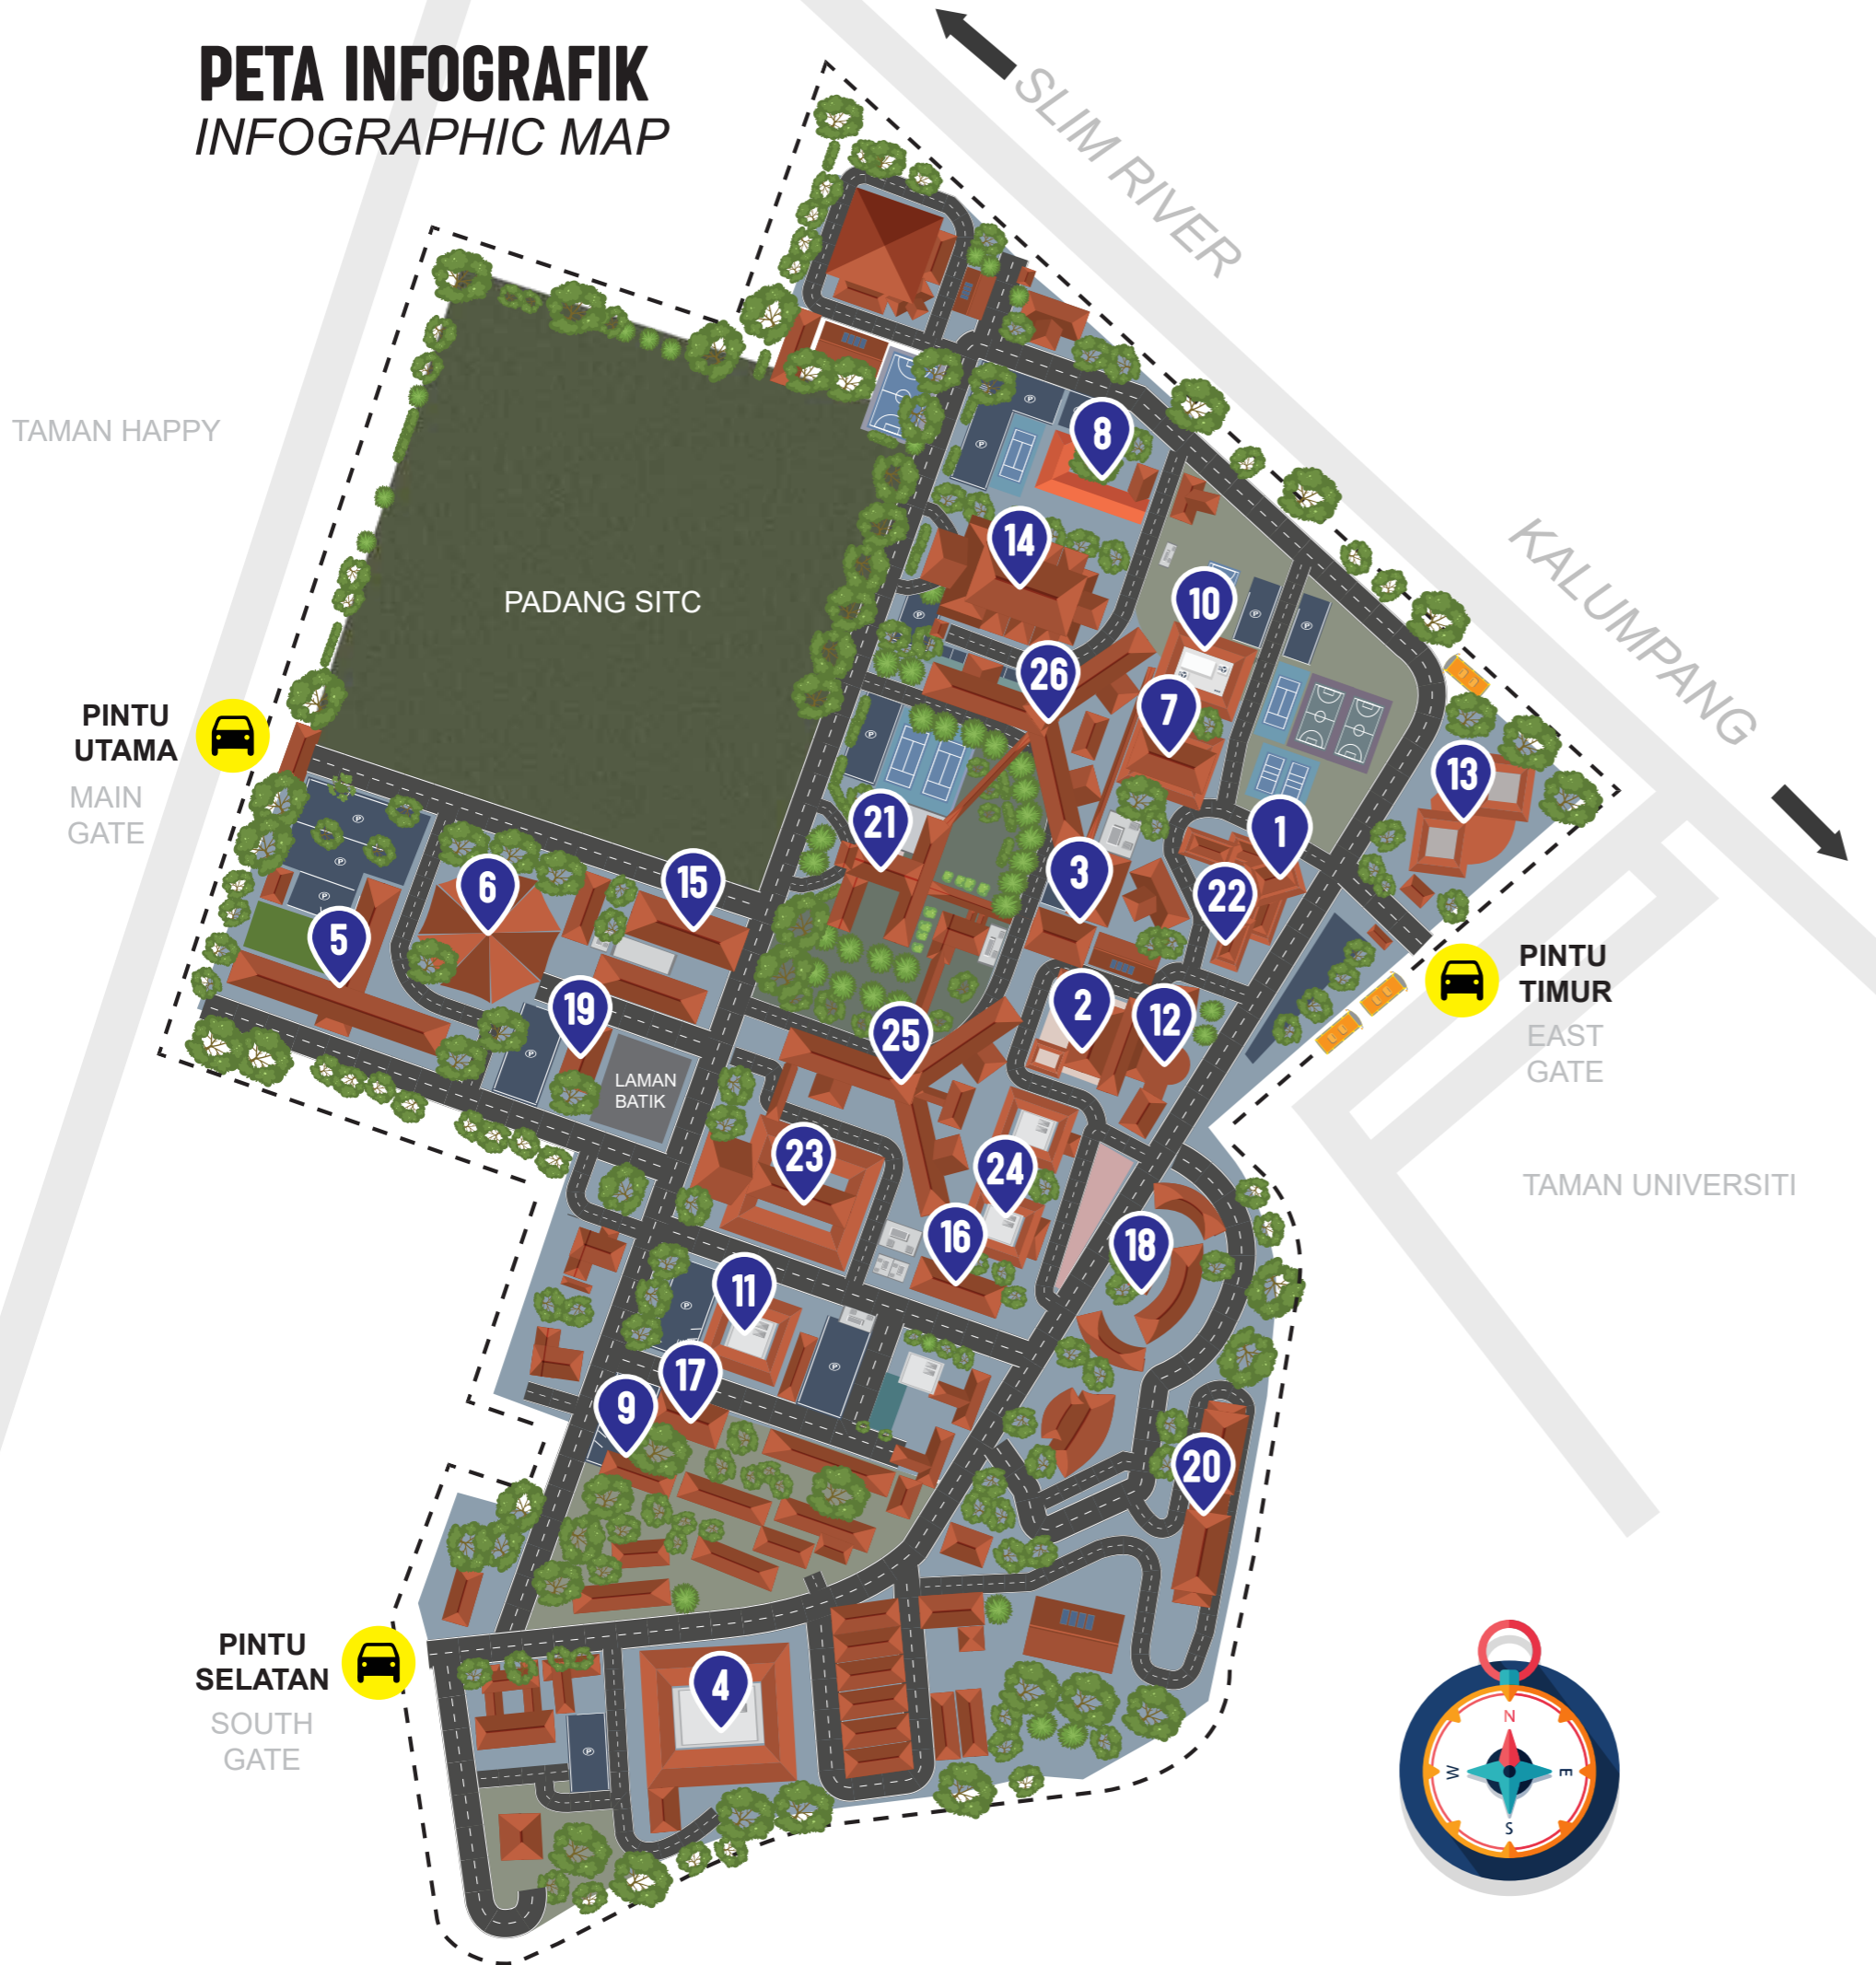 PETA INFOGRAFIK
INFOGRAPHIC MAP
SLIM RIVER
TAMAN HAPPY
8
14
PADANG SITC
10
KALUMPANG
26
7
PINTU
UTAMA
MAIN
GATE
13
21
1
6
15
3
22
5
PINTU
TIMUR
EAST
GATE
19
2
12
25
LAMAN
BATIK
23
24
TAMAN UNIVERSITI
16
18
11
17
9
20
PINTU
SELATAN
SOUTH
GATE
4
N
W
E
S
P
P
P
P
P
P
P
P
P
P
P
P
P
P